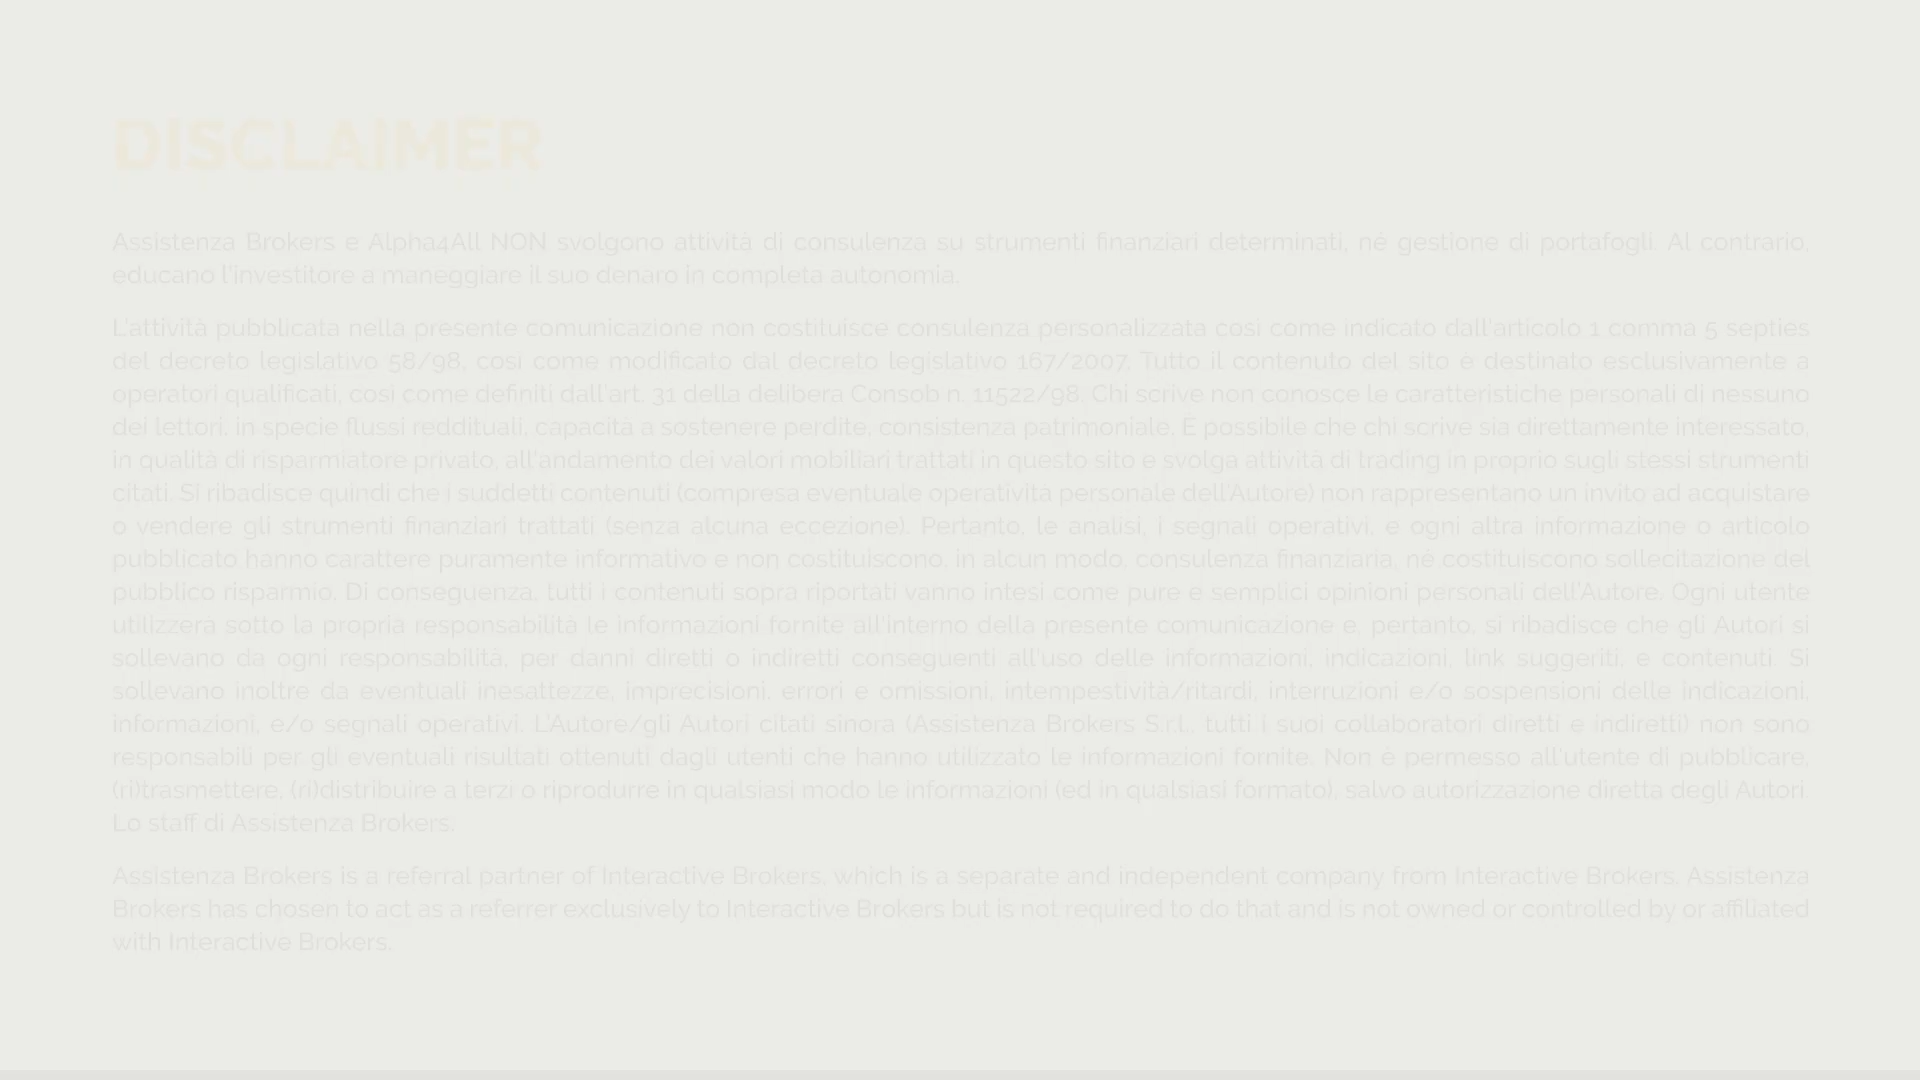 DISCLAIMER
Assistenza Brokers e Alpha4All NON svolgono attività di consulenza su strumenti finanziari determinati, nè gestione di portafogli. Al contrario,
educano l'investitore a maneggiare il suo denaro in completa autonomia.
L'attività pubblicata nella presente comunicazione non costituisce consulenza personalizzata così come indicato dall'articolo 1 comma 5 septies
del decreto legislativo 58/98, così come modificato dal decreto legislativo 167/2007. Tutto il contenuto del sito è destinato esclusivamente a
operatori qualificati, così come definiti dall'art. 31 della delibera Consob n. 11522/98. Chi scrive non conosce le caratteristiche personali di nessuno
dei lettori, in specie flussi reddituali, capacità a sostenere perdite, consistenza patrimoniale. È possibile che chi scrive sia direttamente interessato,
in qualità di risparmiatore privato, all'andamento dei valori mobiliari trattati in questo sito e svolga attività di trading in proprio sugli stessi strumenti
citati. Si ribadisce quindi che i suddetti contenuti (compresa eventuale operatività personale dell'Autore) non rappresentano un invito ad acquistare
o vendere gli strumenti finanziari trattati (senza alcuna eccezione). Pertanto, le analisi, i segnali operativi, e ogni altra informazione o articolo
pubblicato hanno carattere puramente informativo e non costituiscono, in alcun modo, consulenza finanziaria, né costituiscono sollecitazione del
pubblico risparmio. Di conseguenza, tutti i contenuti sopra riportati vanno intesi come pure e semplici opinioni personali dell'Autore. Ogni utente
utilizzerà sotto la propria responsabilità le informazioni fornite all'interno della presente comunicazione e, pertanto, si ribadisce che gli Autori si
sollevano da ogni responsabilità, per danni diretti o indiretti conseguenti all'uso delle informazioni, indicazioni, link suggeriti, e contenuti. Si
sollevano inoltre da eventuali inesattezze, imprecisioni, errori e omissioni, intempestività/ritardi, interruzioni e/o sospensioni delle indicazioni,
informazioni, e/o segnali operativi. L'Autore/gli Autori citati sinora (Assistenza Brokers S.r.l., tutti i suoi collaboratori diretti e indiretti) non sono
responsabili per gli eventuali risultati ottenuti dagli utenti che hanno utilizzato le informazioni fornite. Non è permesso all'utente di pubblicare,
(ri)trasmettere, (ri)distribuire a terzi o riprodurre in qualsiasi modo le informazioni (ed in qualsiasi formato), salvo autorizzazione diretta degli Autori.
Lo staff di Assistenza Brokers.
Assistenza Brokers is a referral partner of Interactive Brokers, which is a separate and independent company from Interactive Brokers. Assistenza
Brokers has chosen to act as a referrer exclusively to Interactive Brokers but is not required to do that and is not owned or controlled by or affiliated
with Interactive Brokers.